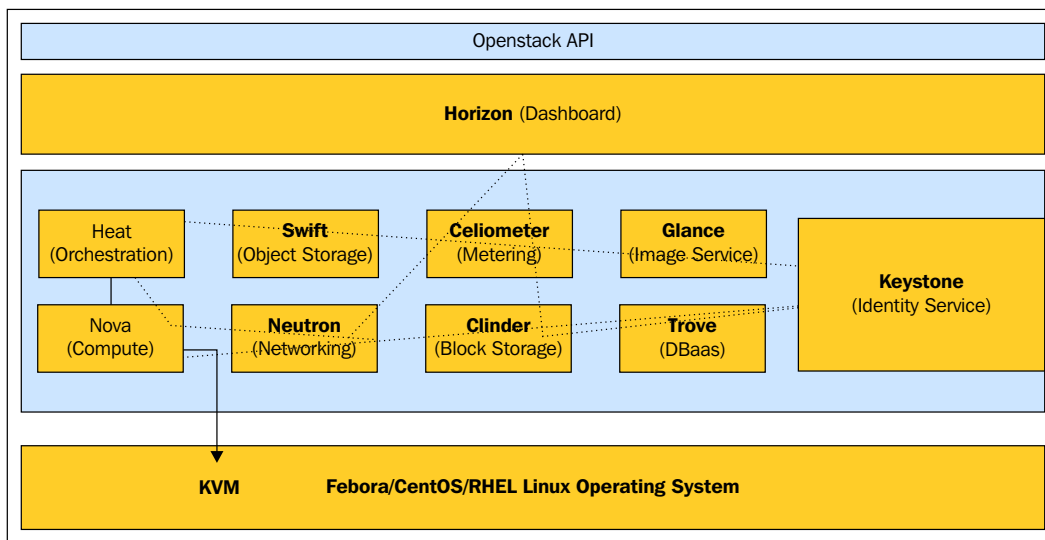 Openstack API
Horizon (Dashboard)
Heat
(Orchestration)
Swift
(Object Storage)
Celiometer
(Metering)
Glance
(Image Service)
Keystone
(Identity Service)
Nova
(Compute)
Neutron
(Networking)
Clinder
(Block Storage)
Trove
(DBaas)
KVM
Febora/CentOS/RHEL Linux Operating System